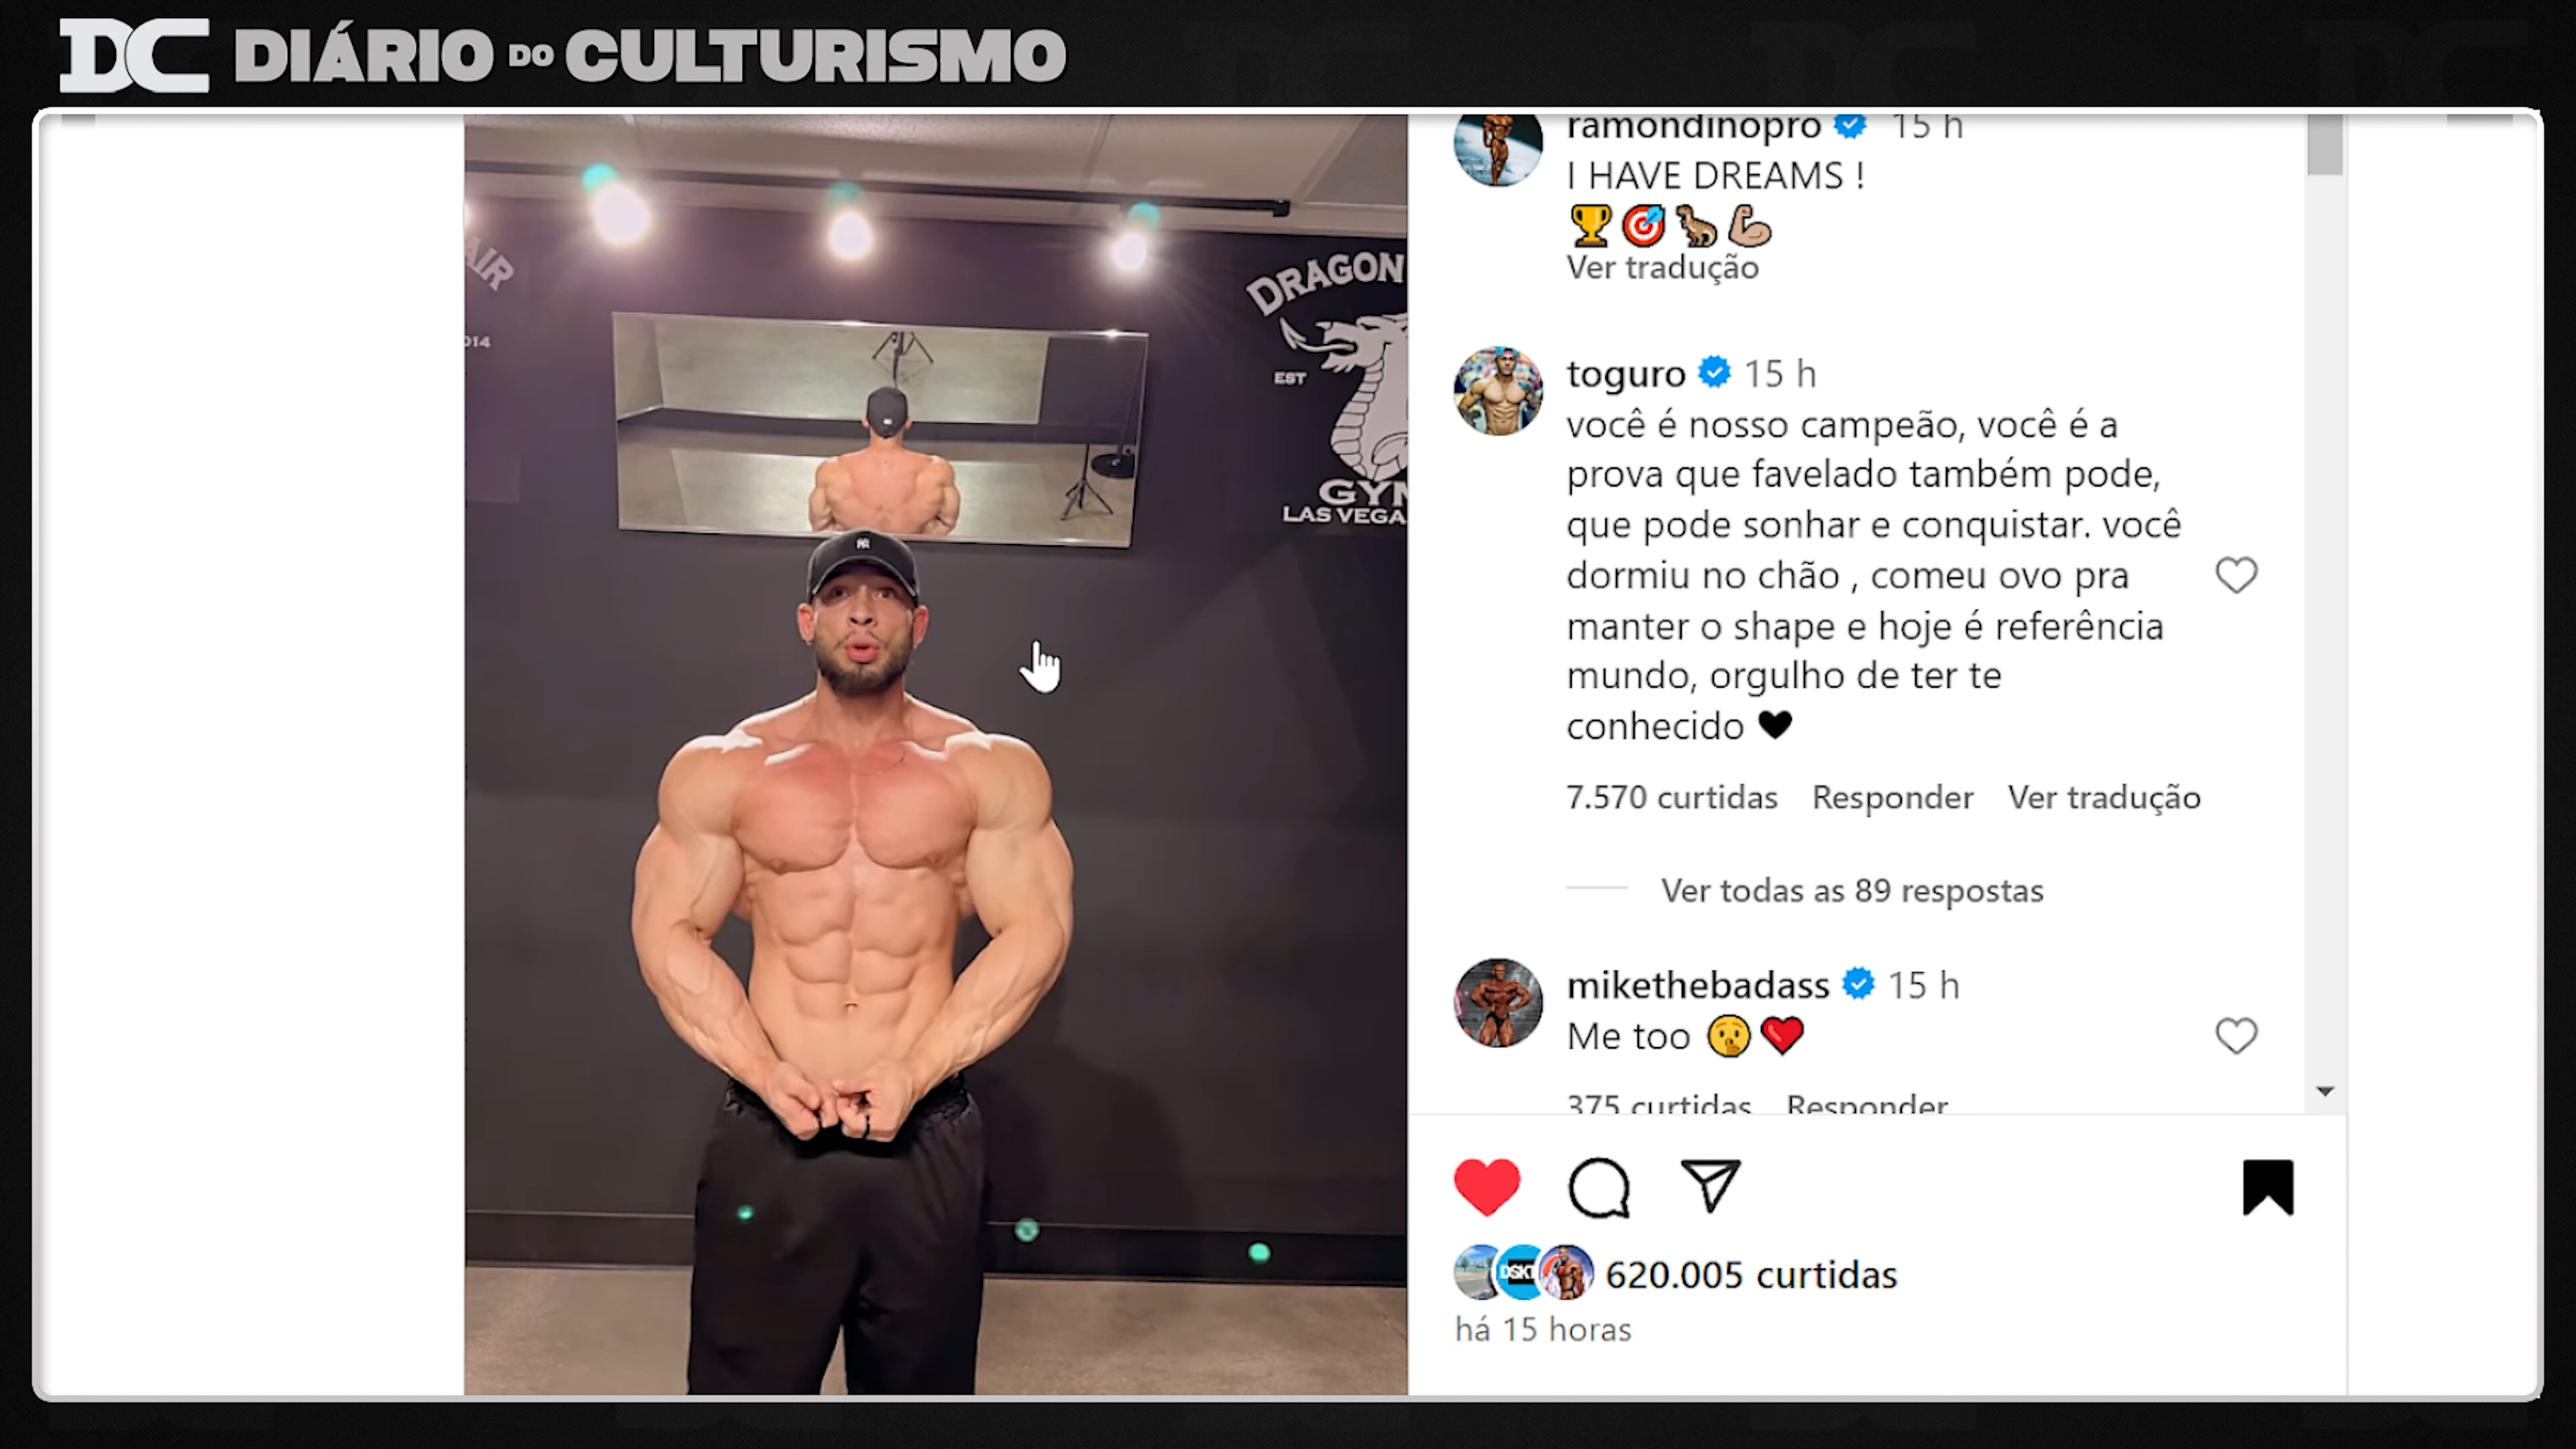 DC DIÁRIO DO CULTURISMO
AIR
014
DRAGON
EST
GYM
LAS VEGA
ramondinopro 15 h
I HAVE DREAMS !
🏆🎯🦖💪🏼
Ver tradução
toguro 15 h
você é nosso campeão, você é a
prova que favelado também pode,
que pode sonhar e conquistar. você
dormiu no chão , comeu ovo pra
manter o shape e hoje é referência
mundo, orgulho de ter te
conhecido 🖤
7.570 curtidas Responder Ver tradução
Ver todas as 89 respostas
mikethebadass 15 h
Me too 🤫❤️
375 curtidas Responder
DSKT
620.005 curtidas
há 15 horas